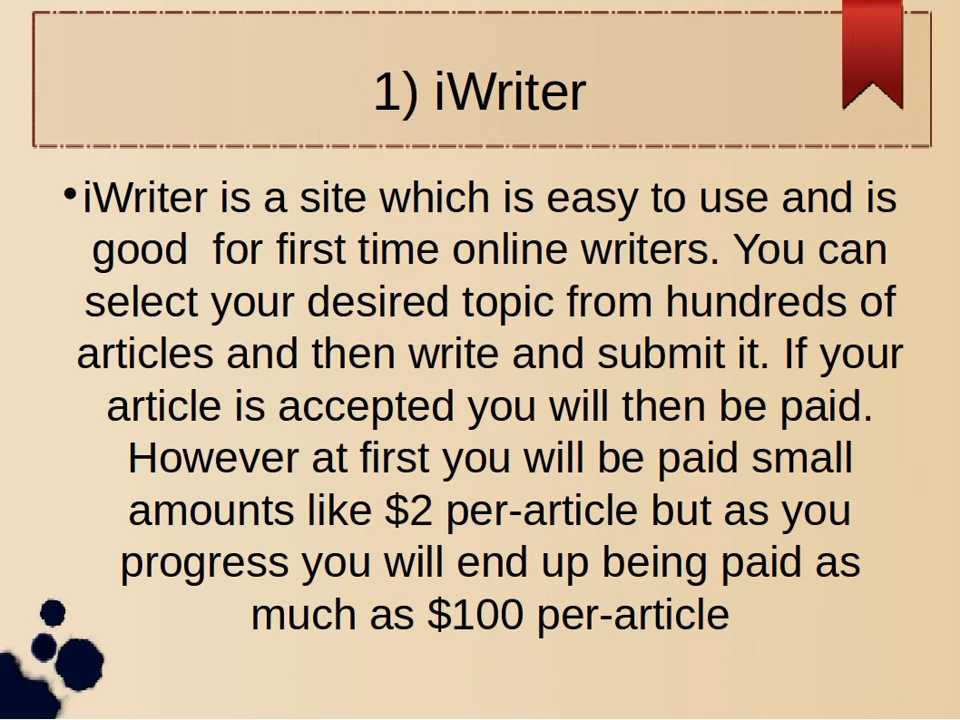 1) iWriter
•iWriter is a site which is easy to use and is
good  for first time online writers. You can
select your desired topic from hundreds of
articles and then write and submit it. If your
article is accepted you will then be paid.
However at first you will be paid small
amounts like $2 per-article but as you
progress you will end up being paid as
much as $100 per-article